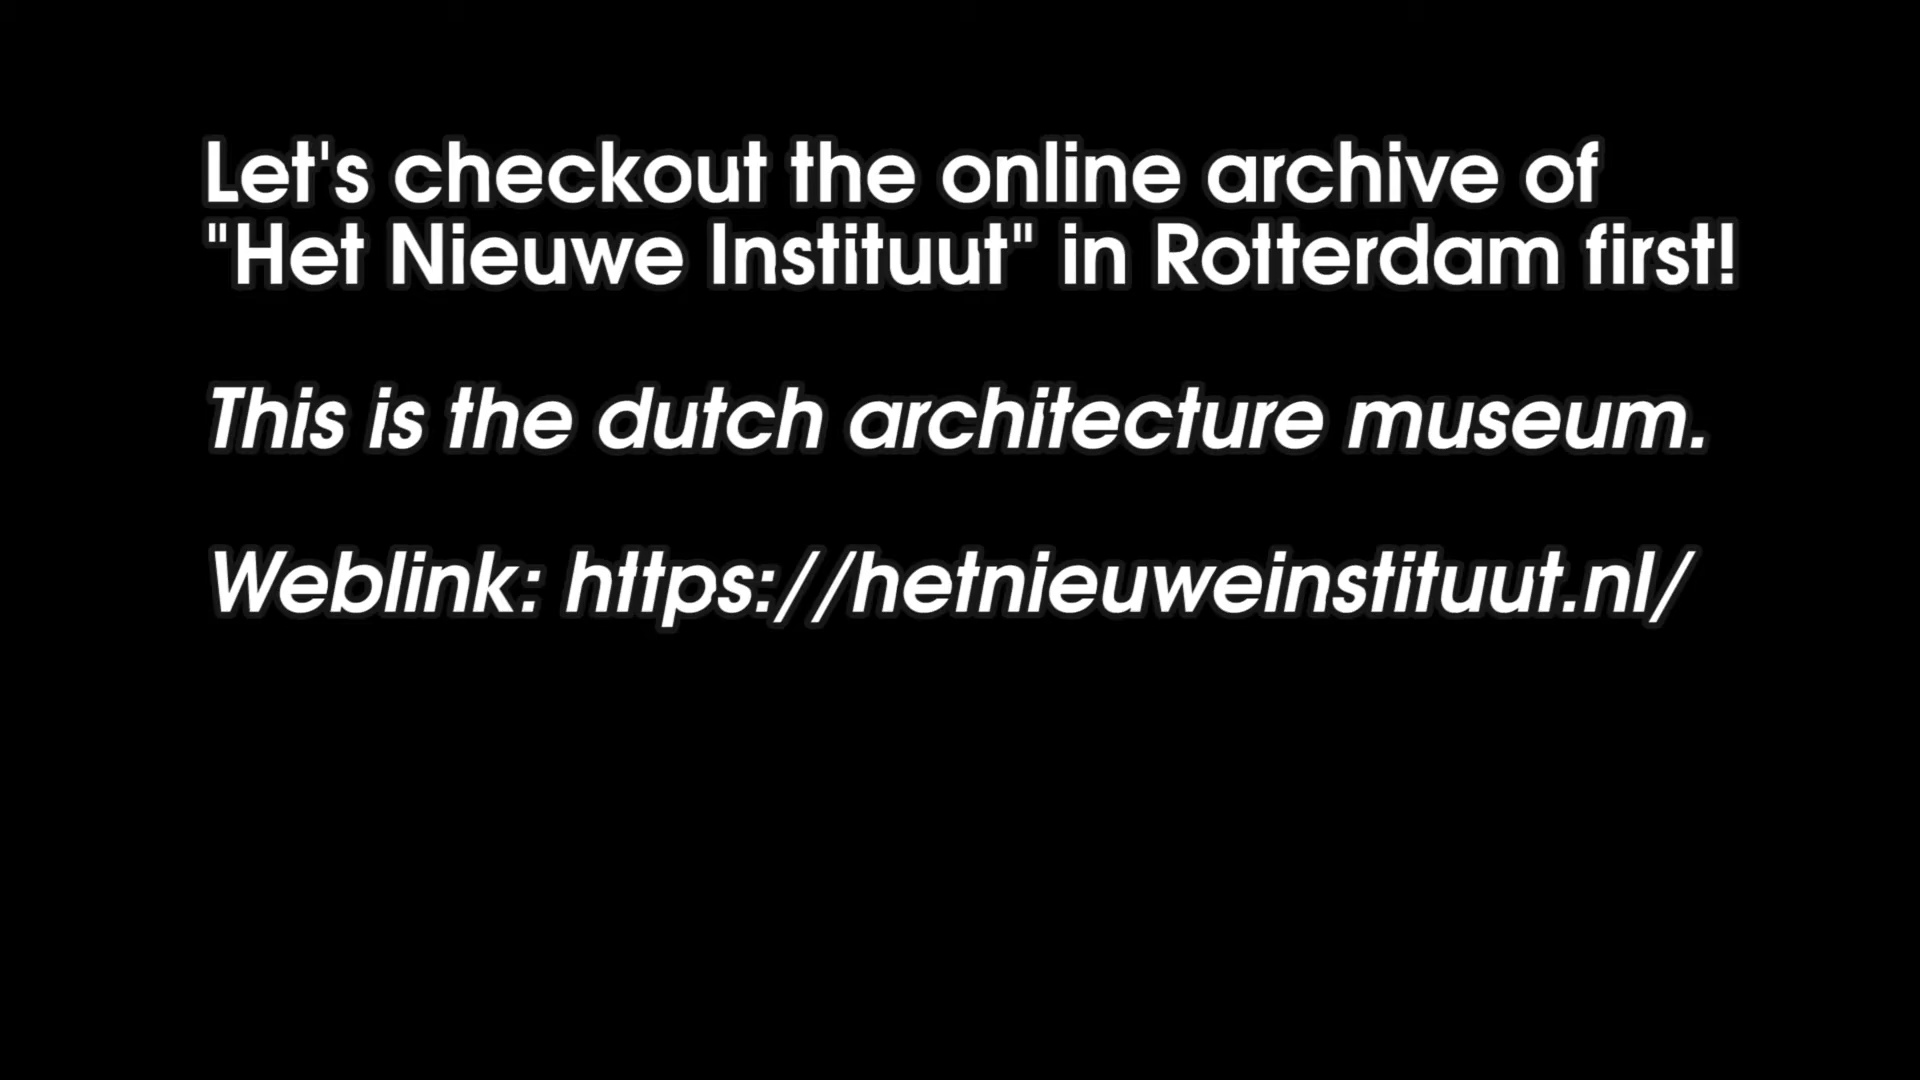 Let's checkout the online archive of
"Het Nieuwe Instituut" in Rotterdam first!
This is the dutch architecture museum.
Weblink: https://hetnieuweinstituut.nl/